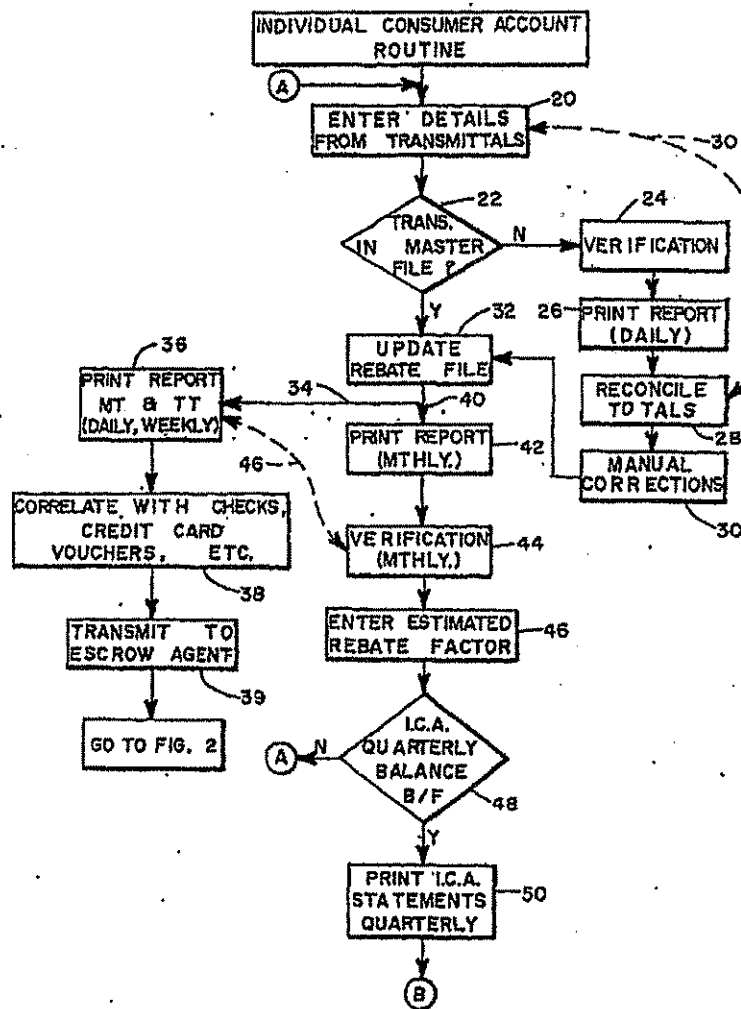 INDIVIDUAL CONSUMER ACCOUNT
ROUTINE
A
20
ENTER DETAILS
FROM TRANSMITTALS
30
22
TRANS.
IN MASTER
FILE ?
N
24
VERIFICATION
Y
26
PRINT REPORT
(DAILY)
32
UPDATE
REBATE FILE
36
PRINT REPORT
MT & TT
(DAILY, WEEKLY)
34
40
RECONCILE
TOTALS
28
46
PRINT REPORT
(MTHLY.)
42
MANUAL
CORRECTIONS
30
CORRELATE WITH CHECKS,
CREDIT CARD
VOUCHERS, ETC.
38
VERIFICATION
(MTHLY.)
44
TRANSMIT TO
ESCROW AGENT
39
ENTER ESTIMATED
REBATE FACTOR
46
GO TO FIG. 2
A
N
I.C.A.
QUARTERLY
BALANCE
B/F
48
Y
PRINT I.C.A.
STATEMENTS
QUARTERLY
50
B